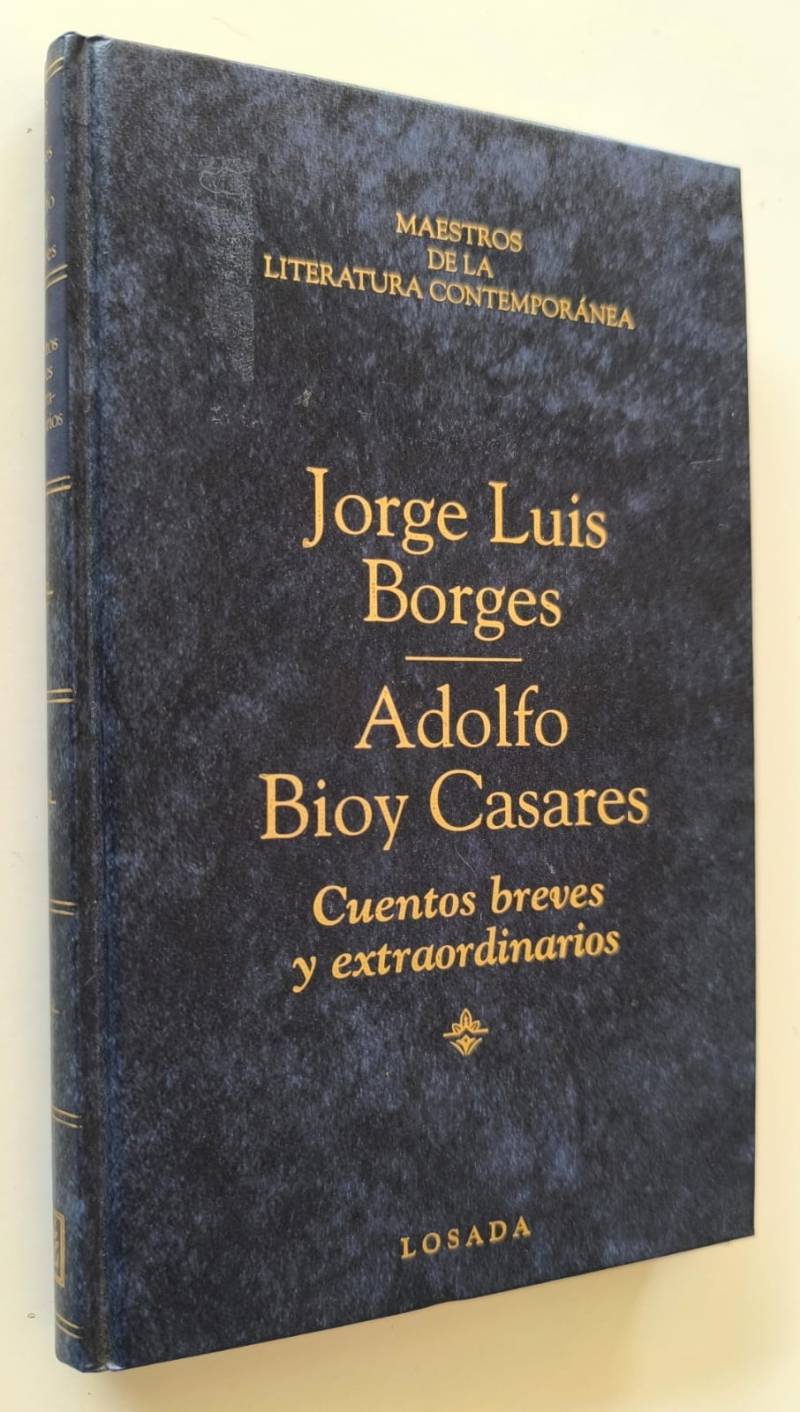 MAESTROS
DE LA
LITERATURA CONTEMPORÁNEA
Jorge Luis
Borges
Adolfo
Bioy Casares
Cuentos breves
y extraordinarios
LOSADA